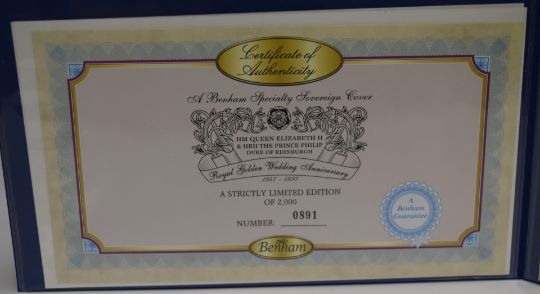 Certificate of
Authenticity
A Benham Specialty Sovereign Cover
HM QUEEN ELIZABETH II
& HRH THE PRINCE PHILIP
DUKE OF EDINBURGH
Royal Golden Wedding Anniversary
1947 - 1997
A STRICTLY LIMITED EDITION
OF 2,000
NUMBER: 0891
A
Benham
Guarantee
Benham